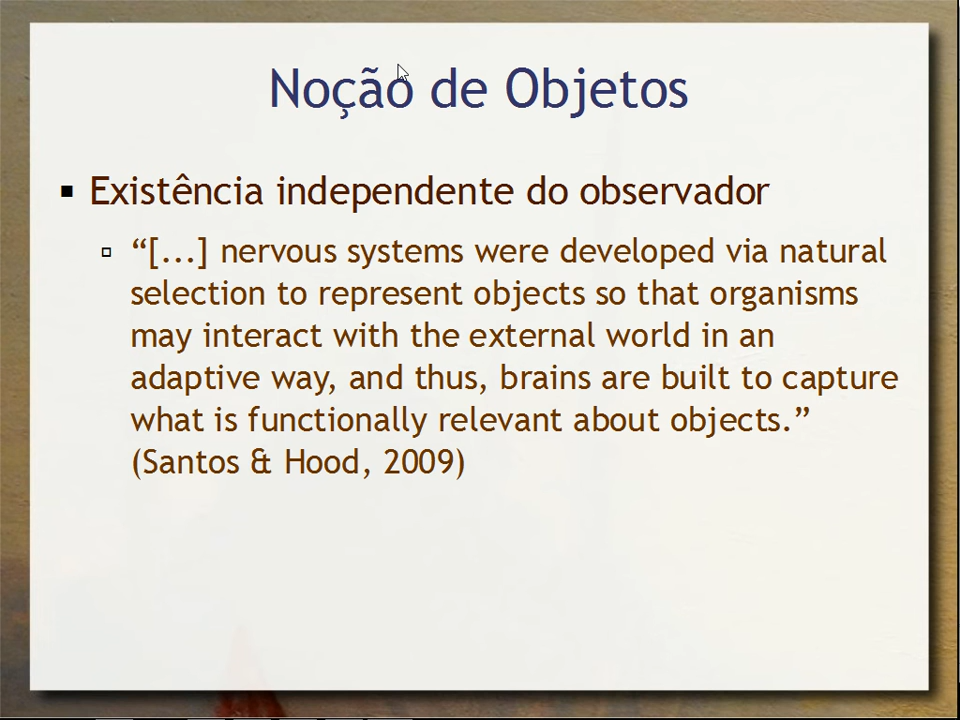 Noção de Objetos
Existência independente do observador
“[...] nervous systems were developed via natural
selection to represent objects so that organisms
may interact with the external world in an
adaptive way, and thus, brains are built to capture
what is functionally relevant about objects.”
(Santos & Hood, 2009)